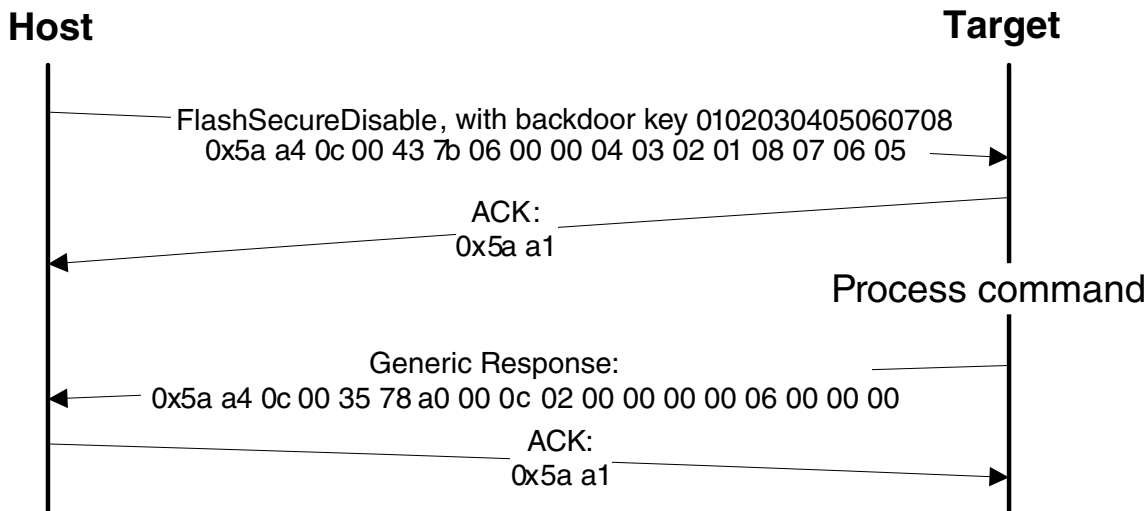 Host
Target
FlashSecureDisable, with backdoor key 0102030405060708
0x5a a4 0c 00 43 7b 06 00 00 04 03 02 01 08 07 06 05
ACK:
0x5a a1
Process command
Generic Response:
0x5a a4 0c 00 35 78 a0 00 0c 02 00 00 00 00 06 00 00 00
ACK:
0x5a a1